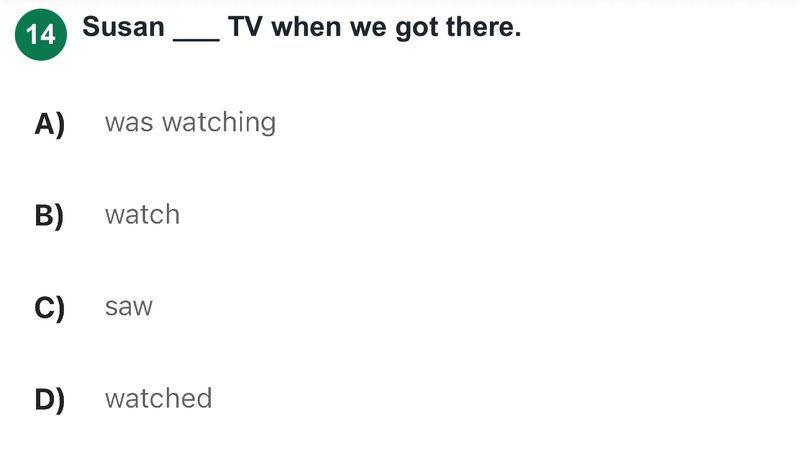 14 Susan ___ TV when we got there.
A) was watching
B) watch
C) saw
D) watched